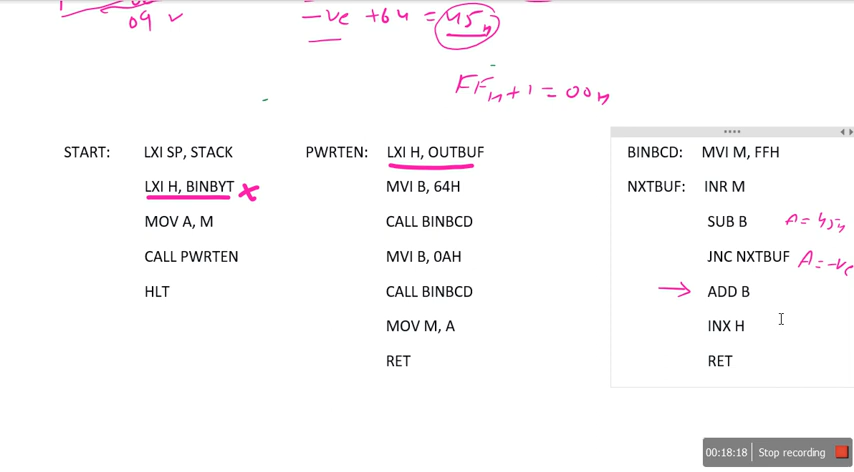 09
-ve +64 = 45H
FFH + 1 = 00H
START: LXI SP, STACK
LXI H, BINBYT
MOV A, M
CALL PWRTEN
HLT
PWRTEN: LXI H, OUTBUF
MVI B, 64H
CALL BINBCD
MVI B, 0AH
CALL BINBCD
MOV M, A
RET
BINBCD: MVI M, FFH
NXTBUF: INR M
SUB B A = 45H
JNC NXTBUF A = -ve
ADD B
INX H
RET
00:18:18 Stop recording